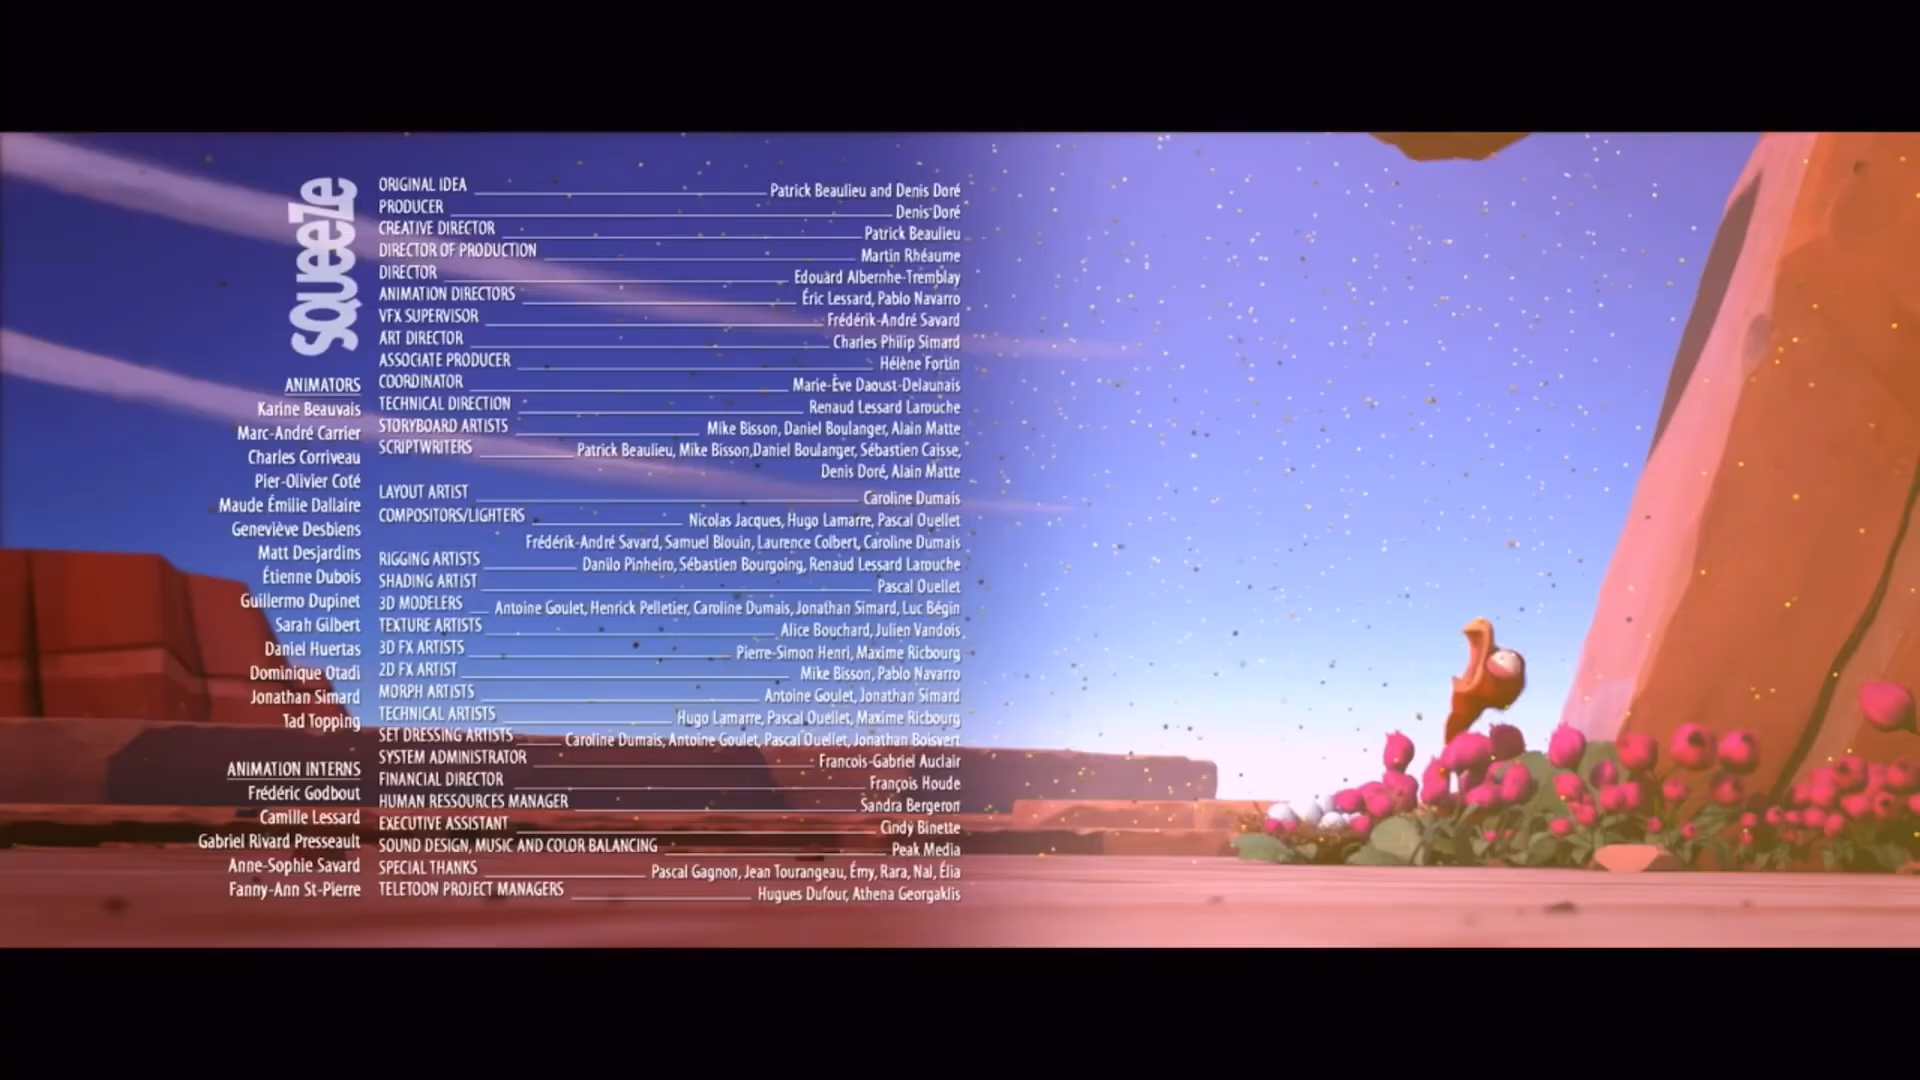 squeeze
ANIMATORS
Karine Beauvais
Marc-André Carrier
Charles Corriveau
Pier-Olivier Coté
Maude Émilie Dallaire
Geneviève Desbiens
Matt Desjardins
Étienne Dubois
Guillermo Dupinet
Sarah Gilbert
Daniel Huertas
Dominique Otadi
Jonathan Simard
Tad Topping
ANIMATION INTERNS
Frédéric Godbout
Camille Lessard
Gabriel Rivard Presseault
Anne-Sophie Savard
Fanny-Ann St-Pierre
ORIGINAL IDEA Patrick Beaulieu and Denis Doré
PRODUCER Denis Doré
CREATIVE DIRECTOR Patrick Beaulieu
DIRECTOR OF PRODUCTION Martin Rhéaume
DIRECTOR Edouard Albernhe-Tremblay
ANIMATION DIRECTORS Éric Lessard, Pablo Navarro
VFX SUPERVISOR Frédérik-André Savard
ART DIRECTOR Charles Philip Simard
ASSOCIATE PRODUCER Hélène Fortin
COORDINATOR Marie-Ève Daoust-Delaunais
TECHNICAL DIRECTION Renaud Lessard Larouche
STORYBOARD ARTISTS Mike Bisson, Daniel Boulanger, Alain Matte
SCRIPTWRITERS Patrick Beaulieu, Mike Bisson,Daniel Boulanger, Sébastien Caisse,
Denis Doré, Alain Matte
LAYOUT ARTIST Caroline Dumais
COMPOSITORS/LIGHTERS Nicolas Jacques, Hugo Lamarre, Pascal Ouellet
Frédérik-André Savard, Samuel Blouin, Laurence Colbert, Caroline Dumais
RIGGING ARTISTS Danilo Pinheiro, Sébastien Bourgoing, Renaud Lessard Larouche
SHADING ARTIST Pascal Ouellet
3D MODELERS Antoine Goulet, Henrick Pelletier, Caroline Dumais, Jonathan Simard, Luc Bégin
TEXTURE ARTISTS Alice Bouchard, Julien Vandois
3D FX ARTISTS Pierre-Simon Henri, Maxime Ricbourg
2D FX ARTIST Mike Bisson, Pablo Navarro
MORPH ARTISTS Antoine Goulet, Jonathan Simard
TECHNICAL ARTISTS Hugo Lamarre, Pascal Ouellet, Maxime Ricbourg
SET DRESSING ARTISTS Caroline Dumais, Antoine Goulet, Pascal Ouellet, Jonathan Boisvert
SYSTEM ADMINISTRATOR Francois-Gabriel Auclair
FINANCIAL DIRECTOR François Houde
HUMAN RESSOURCES MANAGER Sandra Bergeron
EXECUTIVE ASSISTANT Cindy Binette
SOUND DESIGN, MUSIC AND COLOR BALANCING Peak Media
SPECIAL THANKS Pascal Gagnon, Jean Tourangeau, Émy, Rara, Nal, Élia
TELETOON PROJECT MANAGERS Hugues Dufour, Athena Georgaklis